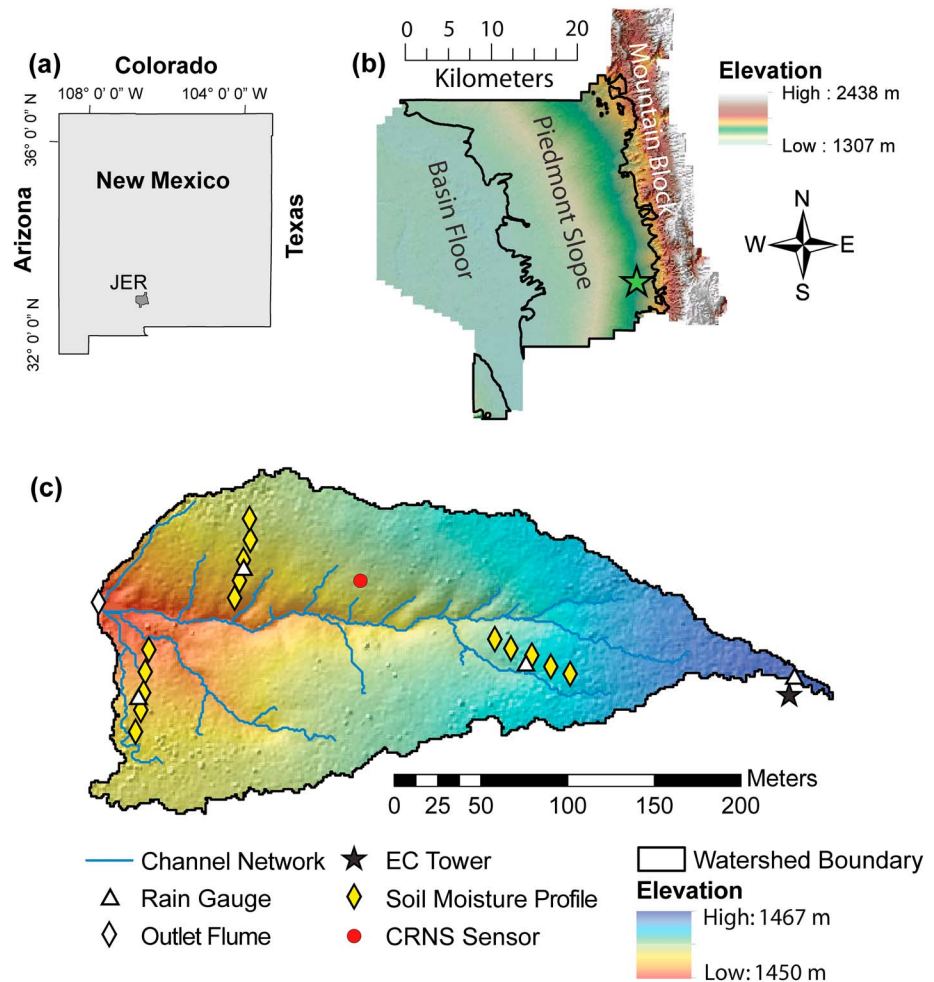 (a)
Colorado
108° 0' 0" W
104° 0' 0" W
36° 0' 0" N
New Mexico
Arizona
Texas
JER
32° 0' 0" N
(b)
0 10 20
Kilometers
Mountain Block
Piedmont Slope
Basin Floor
Elevation
High : 2438 m
Low : 1307 m
N
W E
S
(c)
Meters
0 25 50 100 150 200
Channel Network
Rain Gauge
Outlet Flume
EC Tower
Soil Moisture Profile
CRNS Sensor
Watershed Boundary
Elevation
High: 1467 m
Low: 1450 m